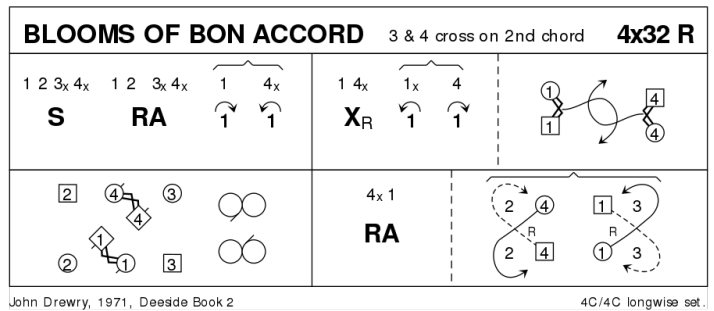 BLOOMS OF BON ACCORD 3 & 4 cross on 2nd chord 4x32 R
1 2 3x 4x 1 2 3x 4x 1 4x
S RA 1 1
1 4x 1x 4
XR 1 1
1 1 4 4
2 4 3
4
1
2 1 3
4x 1
RA
2 4 1 3
R R
2 4 1 3
John Drewry, 1971, Deeside Book 2 4C/4C longwise set.